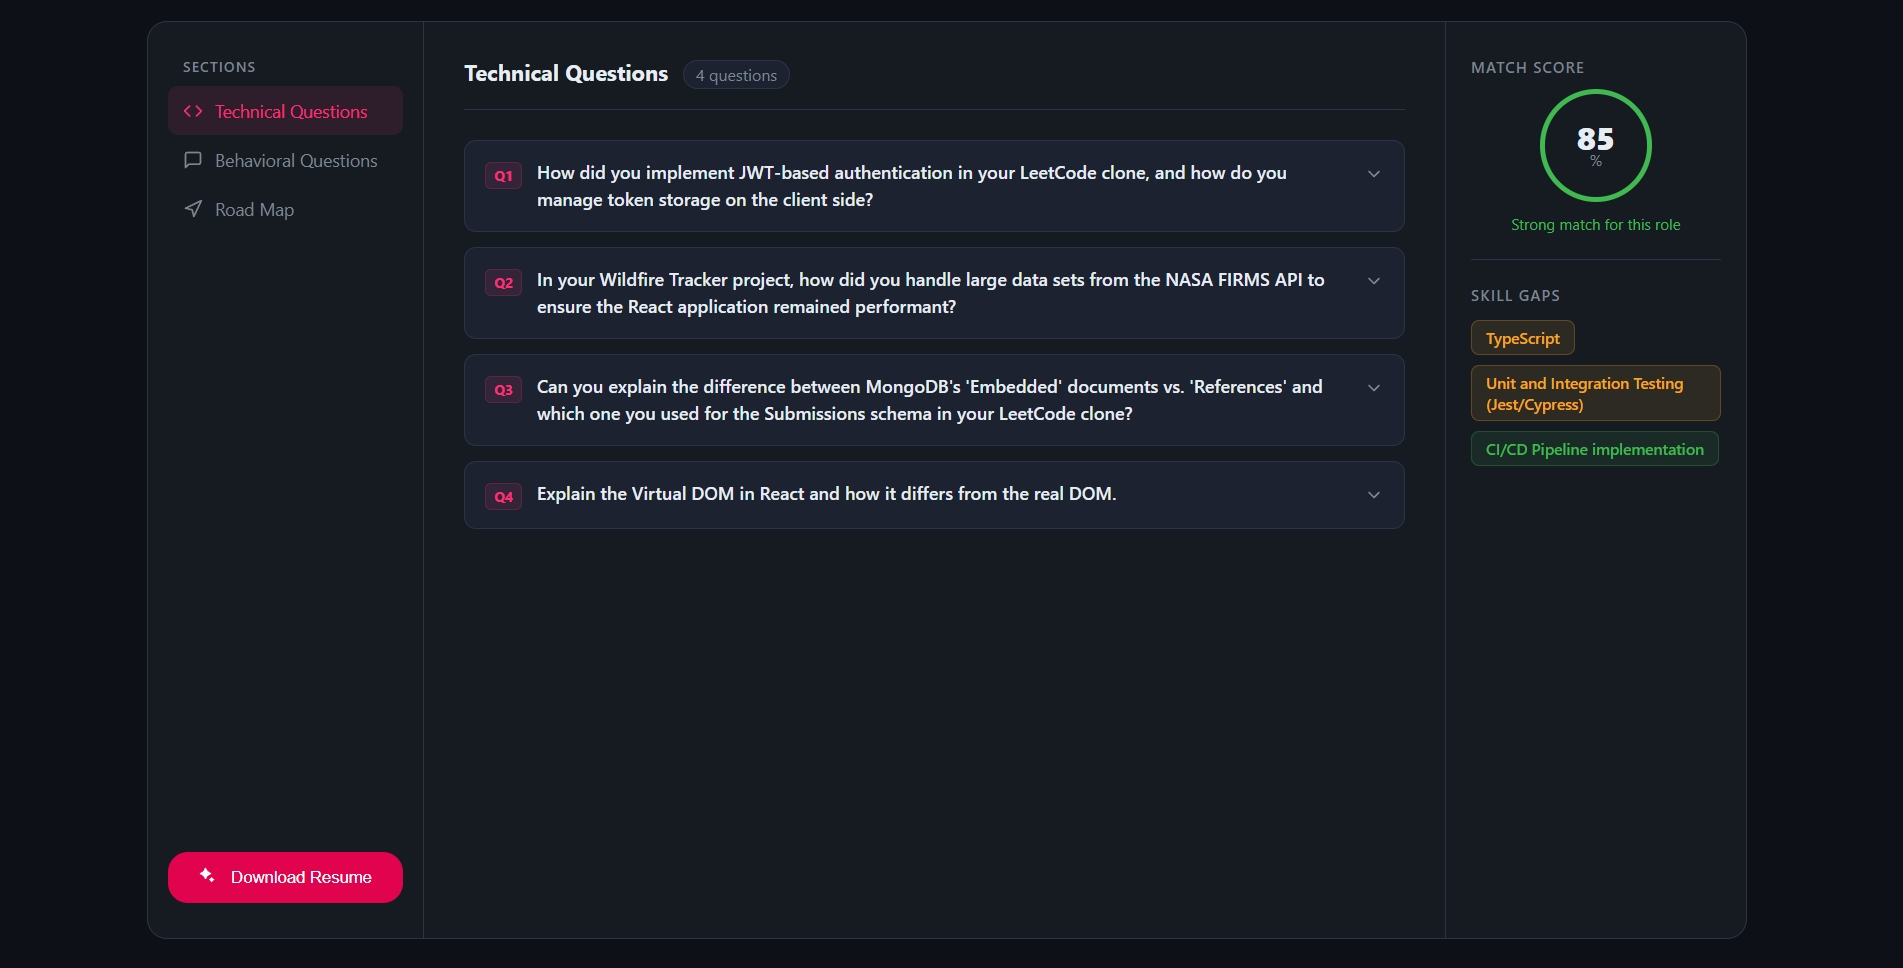 SECTIONS
Technical Questions
Behavioral Questions
Road Map
Download Resume
Technical Questions
4 questions
Q1
How did you implement JWT-based authentication in your LeetCode clone, and how do you
manage token storage on the client side?
Q2
In your Wildfire Tracker project, how did you handle large data sets from the NASA FIRMS API to
ensure the React application remained performant?
Q3
Can you explain the difference between MongoDB's 'Embedded' documents vs. 'References' and
which one you used for the Submissions schema in your LeetCode clone?
Q4
Explain the Virtual DOM in React and how it differs from the real DOM.
MATCH SCORE
85
%
Strong match for this role
SKILL GAPS
TypeScript
Unit and Integration Testing
(Jest/Cypress)
CI/CD Pipeline implementation